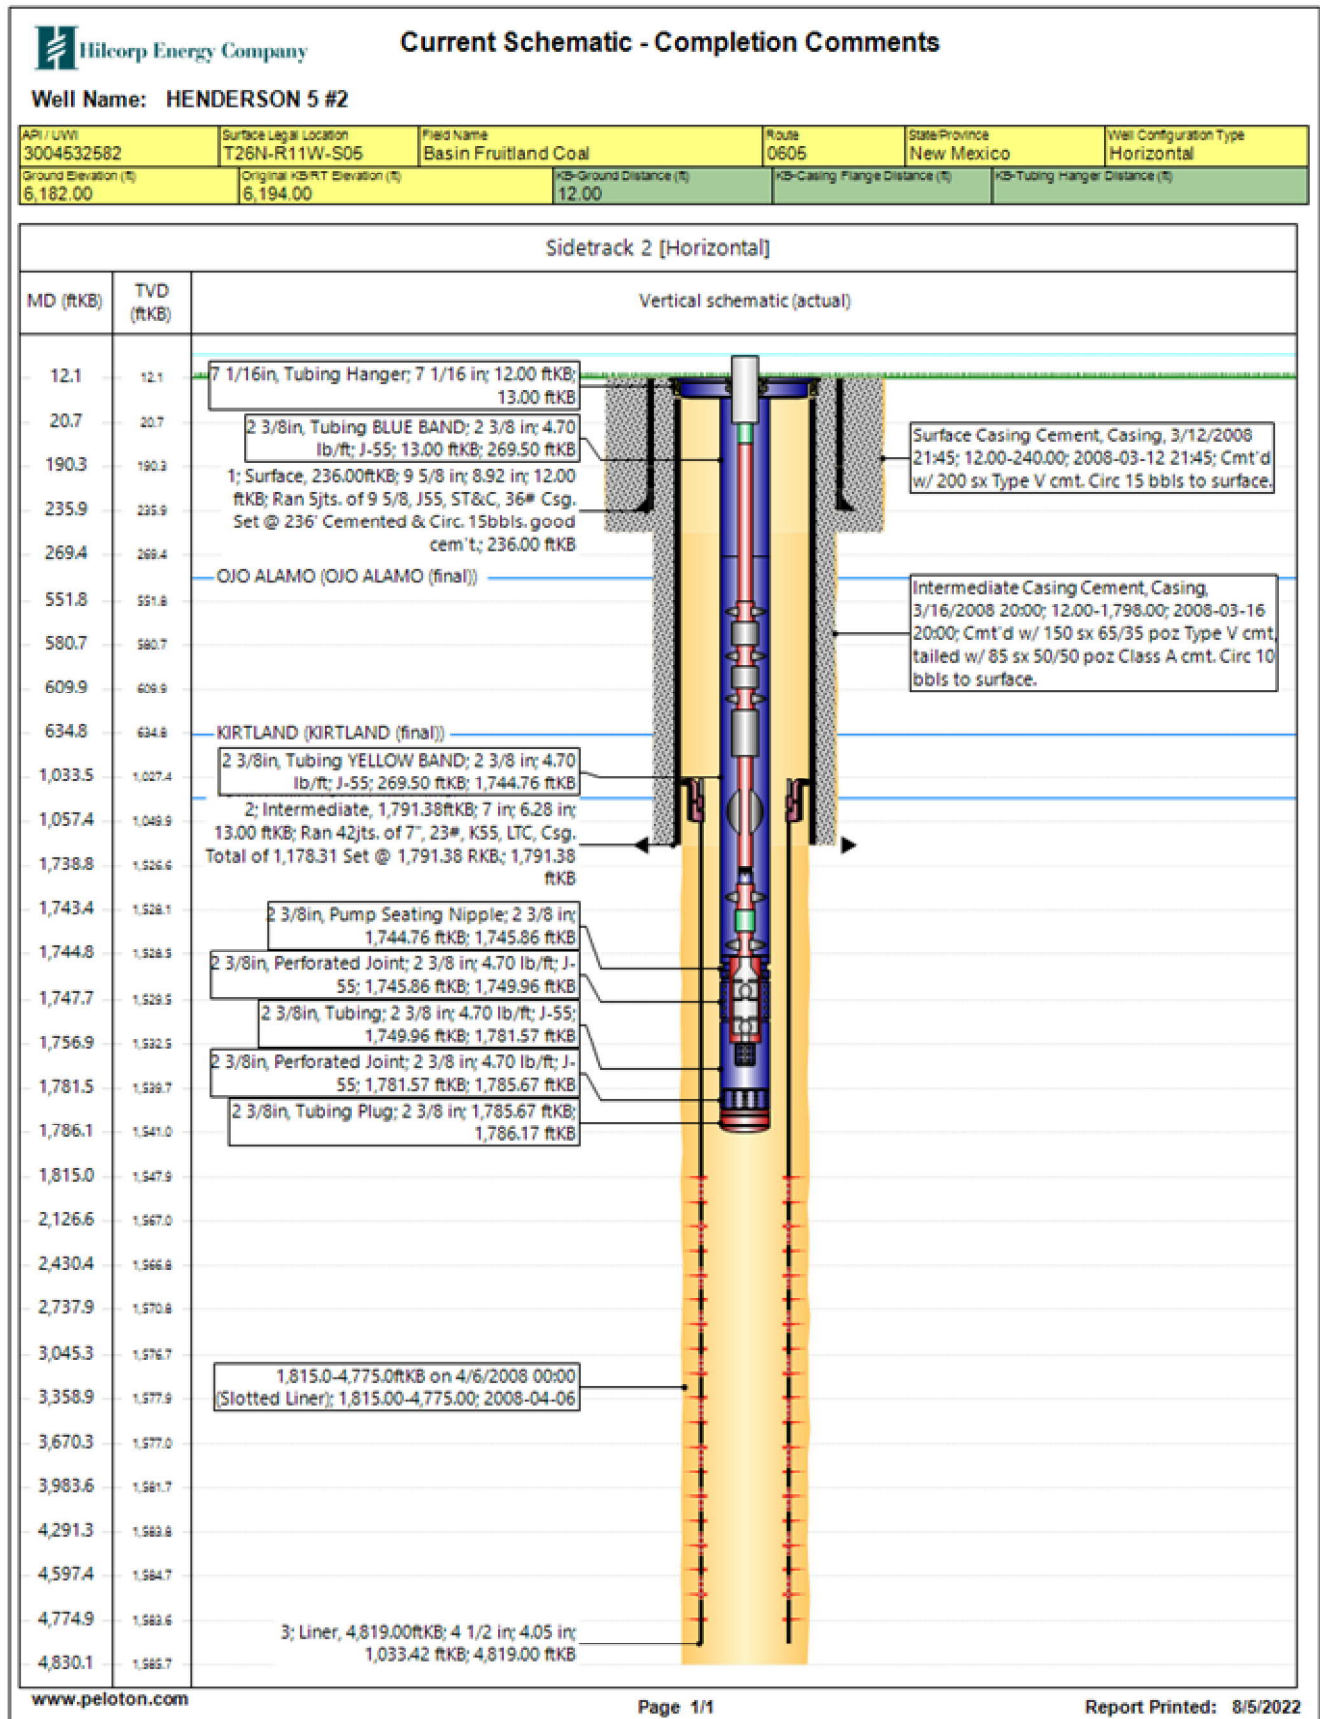 Hilcorp Energy Company
Current Schematic - Completion Comments
Well Name: HENDERSON 5 #2
API / UWI
3004532582
Surface Legal Location
T26N-R11W-S05
Field Name
Basin Fruitland Coal
Route
0605
State/Province
New Mexico
Well Configuration Type
Horizontal
Ground Elevation (ft)
6,182.00
Original KB/RT Elevation (ft)
6,194.00
KB-Ground Distance (ft)
12.00
KB-Casing Flange Distance (ft)
KB-Tubing Hanger Distance (ft)
Sidetrack 2 [Horizontal]
MD (ftKB)
TVD
(ftKB)
Vertical schematic (actual)
12.1 12.1
20.7 20.7
190.3 190.3
235.9 235.9
269.4 269.4
551.8 551.8
580.7 580.7
609.9 609.9
634.8 634.8
1,033.5 1,027.4
1,057.4 1,049.9
1,738.8 1,526.6
1,743.4 1,528.1
1,744.8 1,528.5
1,747.7 1,529.5
1,756.9 1,532.5
1,781.5 1,539.7
1,786.1 1,541.0
1,815.0 1,547.9
2,126.6 1,567.0
2,430.4 1,566.8
2,737.9 1,570.8
3,045.3 1,576.7
3,358.9 1,577.9
3,670.3 1,577.0
3,983.6 1,581.7
4,291.3 1,583.8
4,597.4 1,584.7
4,774.9 1,583.6
4,830.1 1,585.7
7 1/16in, Tubing Hanger; 7 1/16 in; 12.00 ftKB;
13.00 ftKB
2 3/8in, Tubing BLUE BAND; 2 3/8 in; 4.70
lb/ft; J-55; 13.00 ftKB; 269.50 ftKB
1; Surface, 236.00ftKB; 9 5/8 in; 8.92 in; 12.00
ftKB; Ran 5jts. of 9 5/8, J55, ST&C, 36# Csg.
Set @ 236' Cemented & Circ. 15bbls. good
cem't.; 236.00 ftKB
OJO ALAMO (OJO ALAMO (final))
KIRTLAND (KIRTLAND (final))
2 3/8in, Tubing YELLOW BAND; 2 3/8 in; 4.70
lb/ft; J-55; 269.50 ftKB; 1,744.76 ftKB
2; Intermediate, 1,791.38ftKB; 7 in; 6.28 in;
13.00 ftKB; Ran 42jts. of 7", 23#, K55, LTC, Csg.
Total of 1,178.31 Set @ 1,791.38 RKB.; 1,791.38
ftKB
2 3/8in, Pump Seating Nipple; 2 3/8 in;
1,744.76 ftKB; 1,745.86 ftKB
2 3/8in, Perforated Joint; 2 3/8 in; 4.70 lb/ft; J-
55; 1,745.86 ftKB; 1,749.96 ftKB
2 3/8in, Tubing; 2 3/8 in; 4.70 lb/ft; J-55;
1,749.96 ftKB; 1,781.57 ftKB
2 3/8in, Perforated Joint; 2 3/8 in; 4.70 lb/ft; J-
55; 1,781.57 ftKB; 1,785.67 ftKB
2 3/8in, Tubing Plug; 2 3/8 in; 1,785.67 ftKB;
1,786.17 ftKB
1,815.0-4,775.0ftKB on 4/6/2008 00:00
(Slotted Liner); 1,815.00-4,775.00; 2008-04-06
3; Liner, 4,819.00ftKB; 4 1/2 in; 4.05 in;
1,033.42 ftKB; 4,819.00 ftKB
Surface Casing Cement, Casing, 3/12/2008
21:45; 12.00-240.00; 2008-03-12 21:45; Cmt'd
w/ 200 sx Type V cmt. Circ 15 bbls to surface.
Intermediate Casing Cement, Casing,
3/16/2008 20:00; 12.00-1,798.00; 2008-03-16
20:00; Cmt'd w/ 150 sx 65/35 poz Type V cmt,
tailed w/ 85 sx 50/50 poz Class A cmt. Circ 10
bbls to surface.
www.peloton.com
Page 1/1
Report Printed: 8/5/2022